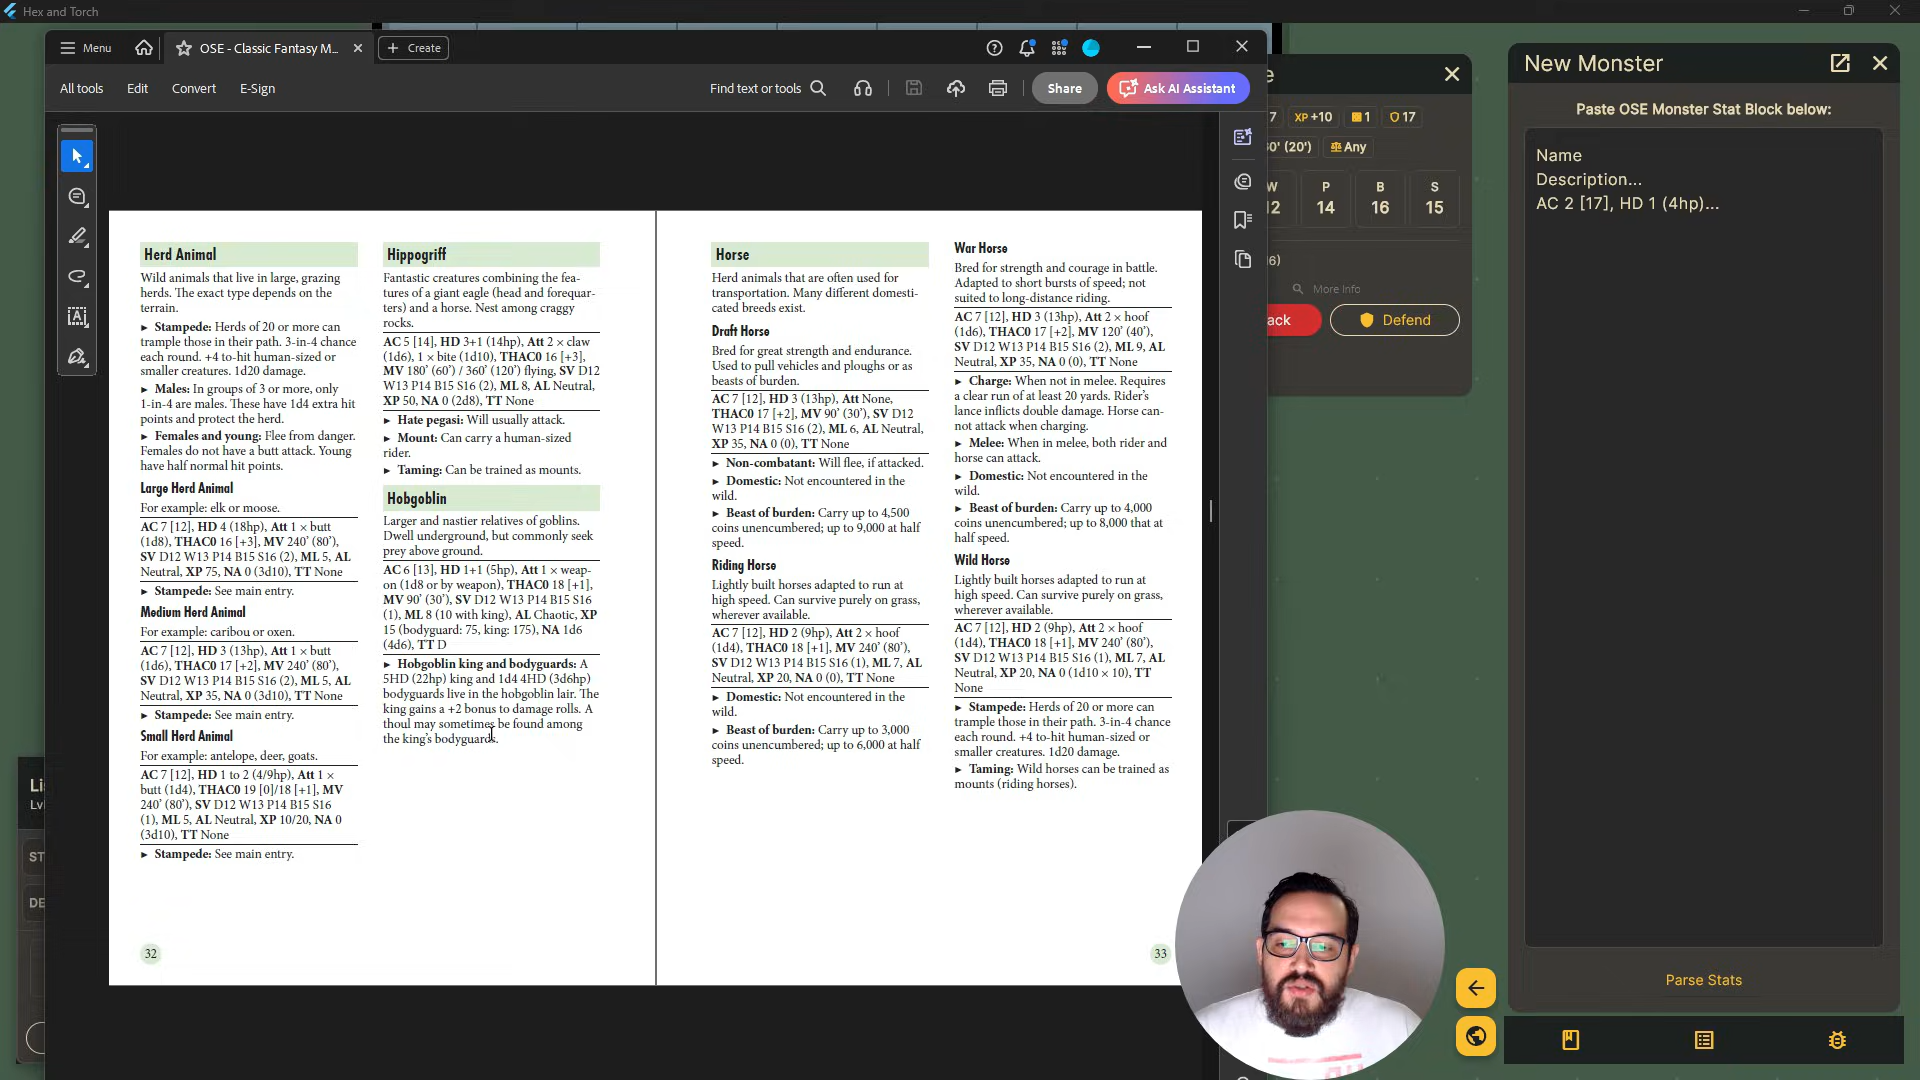 Hex and Torch
Menu
OSE - Classic Fantasy M...
Create
All tools
Edit
Convert
E-Sign
Find text or tools
Share
Ask AI Assistant
Herd Animal
Wild animals that live in large, grazing
herds. The exact type depends on the
terrain.
► Stampede: Herds of 20 or more can
trample those in their path. 3-in-4 chance
each round. +4 to-hit human-sized or
smaller creatures. 1d20 damage.
► Males: In groups of 3 or more, only
1-in-4 are males. These have 1d4 extra hit
points and protect the herd.
► Females and young: Flee from danger.
Females do not have a butt attack. Young
have half normal hit points.
Large Herd Animal
For example: elk or moose.
AC 7 [12], HD 4 (18hp), Att 1 × butt
(1d8), THAC0 16 [+3], MV 240’ (80’),
SV D12 W13 P14 B15 S16 (2), ML 5, AL
Neutral, XP 75, NA 0 (3d10), TT None
► Stampede: See main entry.
Medium Herd Animal
For example: caribou or oxen.
AC 7 [12], HD 3 (13hp), Att 1 × butt
(1d6), THAC0 17 [+2], MV 240’ (80’),
SV D12 W13 P14 B15 S16 (2), ML 5, AL
Neutral, XP 35, NA 0 (3d10), TT None
► Stampede: See main entry.
Small Herd Animal
For example: antelope, deer, goats.
AC 7 [12], HD 1 to 2 (4/9hp), Att 1 ×
butt (1d4), THAC0 19 [0]/18 [+1], MV
240’ (80’), SV D12 W13 P14 B15 S16
(1), ML 5, AL Neutral, XP 10/20, NA 0
(3d10), TT None
► Stampede: See main entry.
32
Hippogriff
Fantastic creatures combining the fea-
tures of a giant eagle (head and forequar-
ters) and a horse. Nest among craggy
rocks.
AC 5 [14], HD 3+1 (14hp), Att 2 × claw
(1d6), 1 × bite (1d10), THAC0 16 [+3],
MV 180’ (60’) / 360’ (120’) flying, SV D12
W13 P14 B15 S16 (2), ML 8, AL Neutral,
XP 50, NA 0 (2d8), TT None
► Hate pegasi: Will usually attack.
► Mount: Can carry a human-sized
rider.
► Taming: Can be trained as mounts.
Hobgoblin
Larger and nastier relatives of goblins.
Dwell underground, but commonly seek
prey above ground.
AC 6 [13], HD 1+1 (5hp), Att 1 × weap-
on (1d8 or by weapon), THAC0 18 [+1],
MV 90’ (30’), SV D12 W13 P14 B15 S16
(1), ML 8 (10 with king), AL Chaotic, XP
15 (bodyguard: 75, king: 175), NA 1d6
(4d6), TT D
► Hobgoblin king and bodyguards: A
5HD (22hp) king and 1d4 4HD (3d6hp)
bodyguards live in the hobgoblin lair. The
king gains a +2 bonus to damage rolls. A
thoul may sometimes be found among
the king’s bodyguards.
Horse
Herd animals that are often used for
transportation. Many different domesti-
cated breeds exist.
Draft Horse
Bred for great strength and endurance.
Used to pull vehicles and ploughs or as
beasts of burden.
AC 7 [12], HD 3 (13hp), Att None,
THAC0 17 [+2], MV 90’ (30’), SV D12
W13 P14 B15 S16 (2), ML 6, AL Neutral,
XP 35, NA 0 (0), TT None
► Non-combatant: Will flee, if attacked.
► Domestic: Not encountered in the
wild.
► Beast of burden: Carry up to 4,500
coins unencumbered; up to 9,000 at half
speed.
Riding Horse
Lightly built horses adapted to run at
high speed. Can survive purely on grass,
wherever available.
AC 7 [12], HD 2 (9hp), Att 2 × hoof
(1d4), THAC0 18 [+1], MV 240’ (80’),
SV D12 W13 P14 B15 S16 (1), ML 7, AL
Neutral, XP 20, NA 0 (0), TT None
► Domestic: Not encountered in the
wild.
► Beast of burden: Carry up to 3,000
coins unencumbered; up to 6,000 at half
speed.
War Horse
Bred for strength and courage in battle.
Adapted to short bursts of speed; not
suited to long-distance riding.
AC 7 [12], HD 3 (13hp), Att 2 × hoof
(1d6), THAC0 17 [+2], MV 120’ (40’),
SV D12 W13 P14 B15 S16 (2), ML 9, AL
Neutral, XP 35, NA 0 (0), TT None
► Charge: When not in melee. Requires
a clear run of at least 20 yards. Rider’s
lance inflicts double damage. Horse can-
not attack when charging.
► Melee: When in melee, both rider and
horse can attack.
► Domestic: Not encountered in the
wild.
► Beast of burden: Carry up to 4,000
coins unencumbered; up to 8,000 that at
half speed.
Wild Horse
Lightly built horses adapted to run at
high speed. Can survive purely on grass,
wherever available.
AC 7 [12], HD 2 (9hp), Att 2 × hoof
(1d4), THAC0 18 [+1], MV 240’ (80’),
SV D12 W13 P14 B15 S16 (1), ML 7, AL
Neutral, XP 20, NA 0 (1d10 × 10), TT
None
► Stampede: Herds of 20 or more can
trample those in their path. 3-in-4 chance
each round. +4 to-hit human-sized or
smaller creatures. 1d20 damage.
► Taming: Wild horses can be trained as
mounts (riding horses).
33
e
7 XP +10 1 17
0' (20') Any
W P B S
12 14 16 15
6)
More Info
ack
Defend
Li
Lv
ST
DE
New Monster
Paste OSE Monster Stat Block below:
Name
Description...
AC 2 [17], HD 1 (4hp)...
Parse Stats